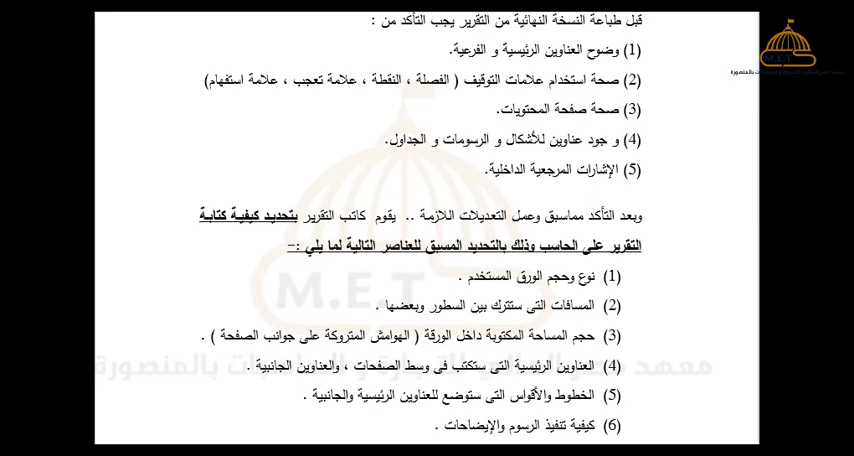 قبل طباعة النسخة النهائية من التقرير يجب التأكد من :
(1) وضوح العناوين الرئيسية و الفرعية.
(2) صحة استخدام علامات التوقيف ( الفصلة ، النقطة ، علامة تعجب ، علامة استفهام)
(3) صحة صفحة المحتويات.
(4) و جود عناوين للأشكال و الرسومات و الجداول.
(5) الإشارات المرجعية الداخلية.
وبعد التأكد مماسبق وعمل التعديلات اللازمة .. يقوم كاتب التقرير بتحديد كيفية كتابة
التقرير على الحاسب وذلك بالتحديد المسبق للعناصر التالية لما يلي :-
(1) نوع وحجم الورق المستخدم .
(2) المسافات التى ستترك بين السطور وبعضها .
(3) حجم المساحة المكتوبة داخل الورقة ( الهوامش المتروكة على جوانب الصفحة ) .
(4) العناوين الرئيسية التى ستكتب فى وسط الصفحات ، والعناوين الجانبية .
(5) الخطوط والأقواس التى ستوضع للعناوين الرئيسية والجانبية .
(6) كيفية تنفيذ الرسوم والإيضاحات .
M.E.T
M.E.T